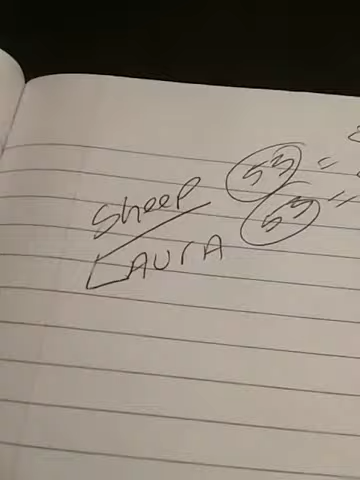 Sheep 53 =
LAUrA 53 =